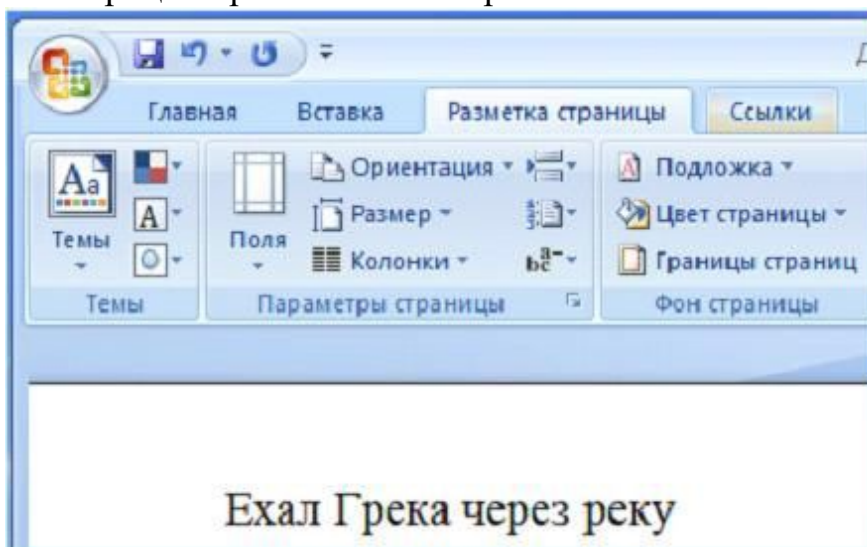 Д
Главная Вставка Разметка страницы Ссылки
Aa Ориентация Подложка
A Размер Цвет страницы
Темы Поля Колонки Границы страниц
Темы Параметры страницы Фон страницы
Ехал Грека через реку